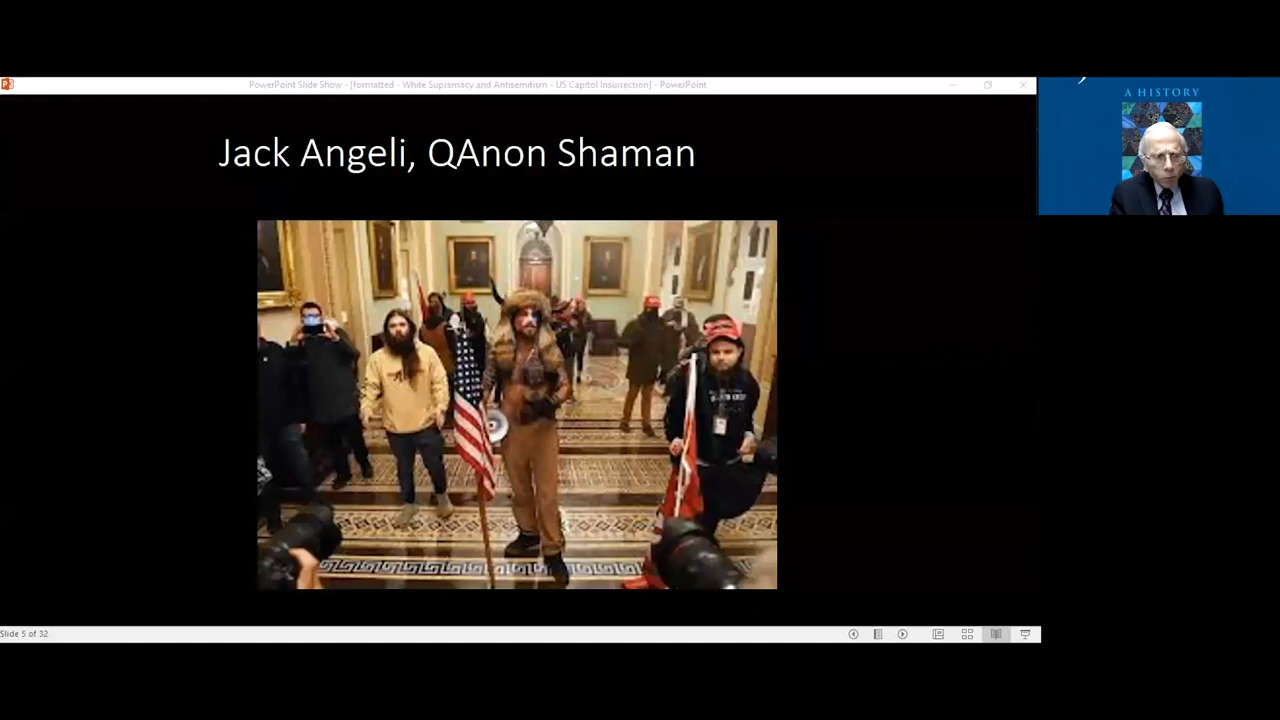 PowerPoint Slide Show - [formatted - White Supremacy and Antisemitism - US Capitol Insurrection] - PowerPoint
A HISTORY
Jack Angeli, QAnon Shaman
Slide 5 of 32